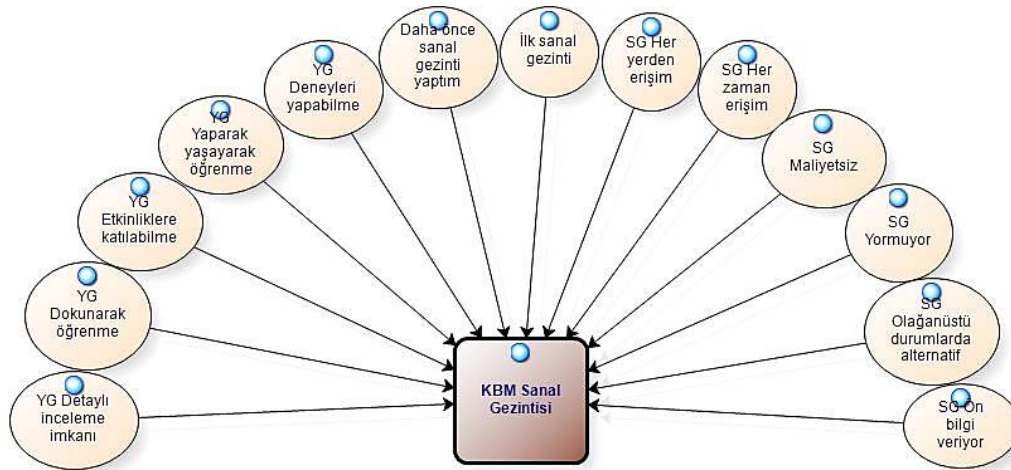 YG Detaylı
inceleme
imkanı
YG
Dokunarak
öğrenme
YG
Etkinliklere
katılabilme
YG
Yaparak
yaşayarak
öğrenme
YG
Deneyleri
yapabilme
Daha önce
sanal
gezinti
yaptım
İlk sanal
gezinti
SG Her
yerden
erişim
SG Her
zaman
erişim
SG
Maliyetsiz
SG
Yormuyor
SG
Olağanüstü
durumlarda
alternatif
SG Ön
bilgi
veriyor
KBM Sanal
Gezintisi